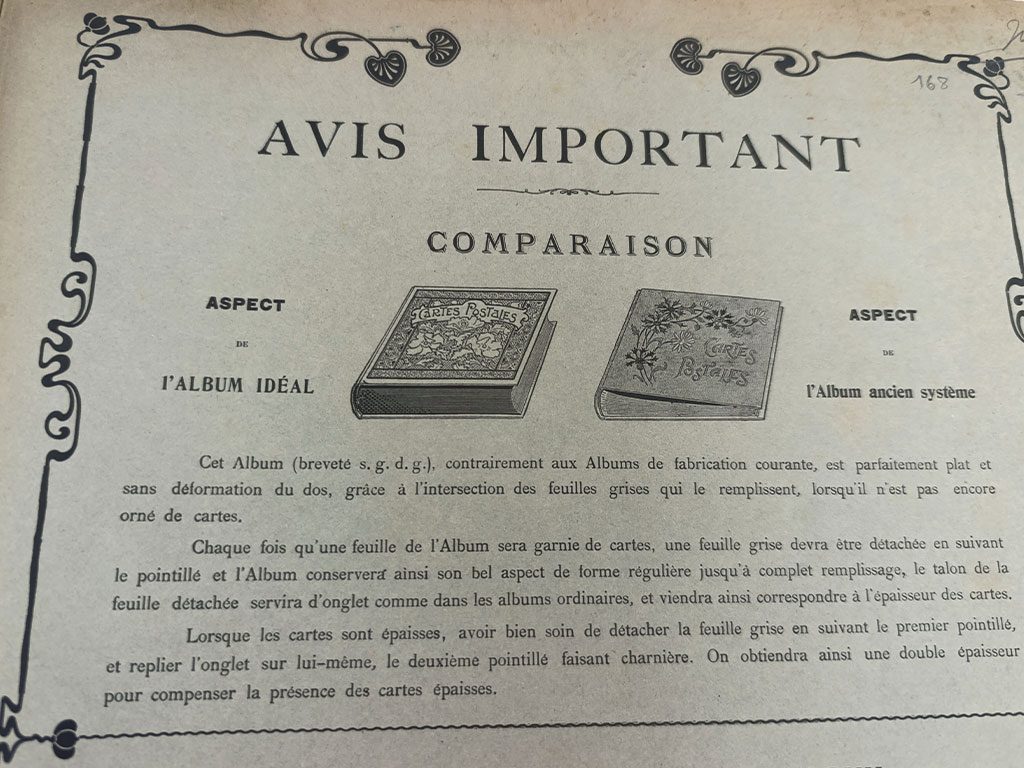 168
AVIS IMPORTANT
COMPARAISON
ASPECT
DE
l'ALBUM IDÉAL
CARTES POSTALES
CARTES
POSTALES
ASPECT
DE
l'Album ancien système
Cet Album (breveté s. g. d. g.), contrairement aux Albums de fabrication courante, est parfaitement plat et
sans déformation du dos, grâce à l'intersection des feuilles grises qui le remplissent, lorsqu'il n'est pas encore
orné de cartes.
Chaque fois qu'une feuille de l'Album sera garnie de cartes, une feuille grise devra être détachée en suivant
le pointillé et l'Album conservera ainsi son bel aspect de forme régulière jusqu'à complet remplissage, le talon de la
feuille détachée servira d'onglet comme dans les albums ordinaires, et viendra ainsi correspondre à l'épaisseur des cartes.
Lorsque les cartes sont épaisses, avoir bien soin de détacher la feuille grise en suivant le premier pointillé,
et replier l'onglet sur lui-même, le deuxième pointillé faisant charnière. On obtiendra ainsi une double épaisseur
pour compenser la présence des cartes épaisses.